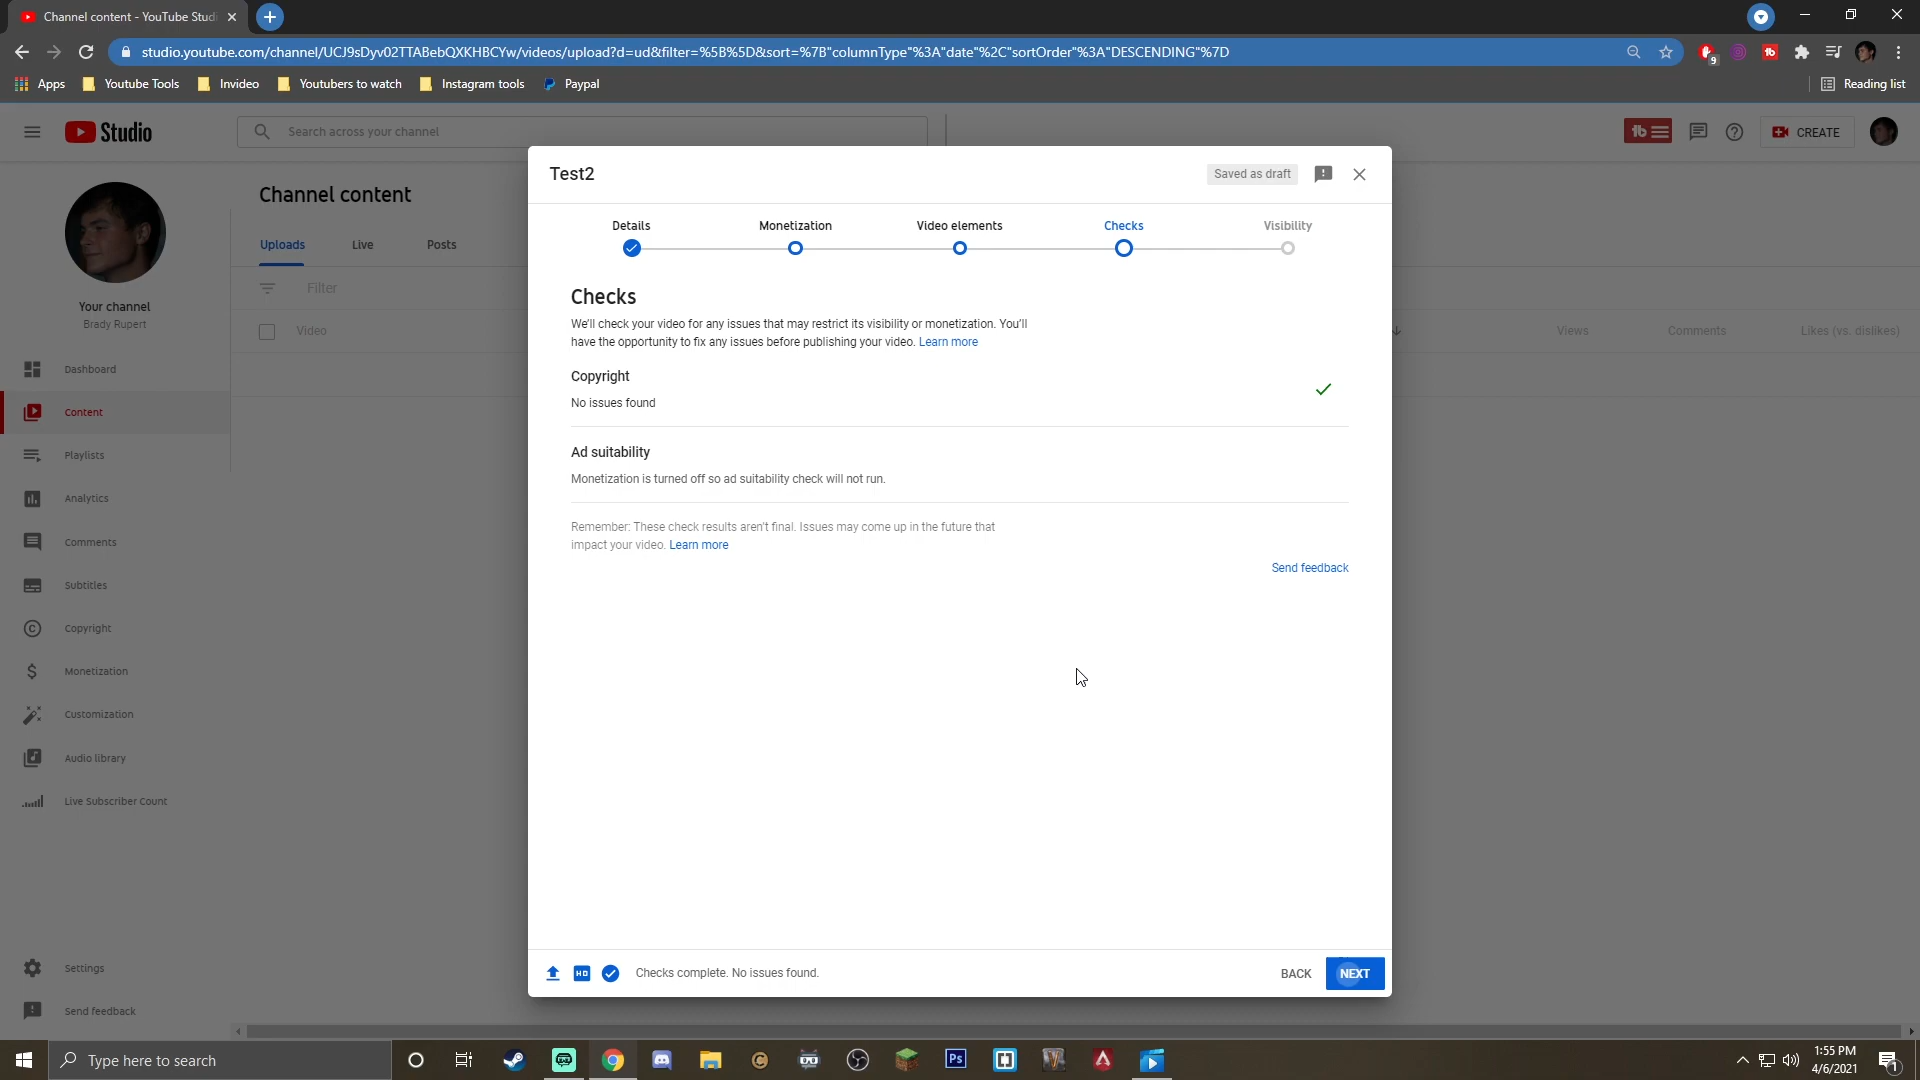 Channel content - YouTube Studi
studio.youtube.com/channel/UCJ9sDyv02TTABebQXKHBCYw/videos/upload?d=ud&filter=%5B%5D&sort=%7B"columnType"%3A"date"%2C"sortOrder"%3A"DESCENDING"%7D
9
Apps
Youtube Tools
Invideo
Youtubers to watch
Instagram tools
Paypal
Reading list
Studio
Search across your channel
tb
CREATE
Your channel
Brady Rupert
Dashboard
Content
Playlists
Analytics
Comments
Subtitles
Copyright
Monetization
Customization
Audio library
Live Subscriber Count
Settings
Send feedback
Channel content
Uploads
Live
Posts
Filter
Video
Views
Comments
Likes (vs. dislikes)
Test2
Saved as draft
Details
Monetization
Video elements
Checks
Visibility
Checks
We'll check your video for any issues that may restrict its visibility or monetization. You'll
have the opportunity to fix any issues before publishing your video. Learn more
Copyright
No issues found
Ad suitability
Monetization is turned off so ad suitability check will not run.
Remember: These check results aren't final. Issues may come up in the future that
impact your video. Learn more
Send feedback
HD
Checks complete. No issues found.
BACK
NEXT
Type here to search
Ps
1:55 PM
4/6/2021
1